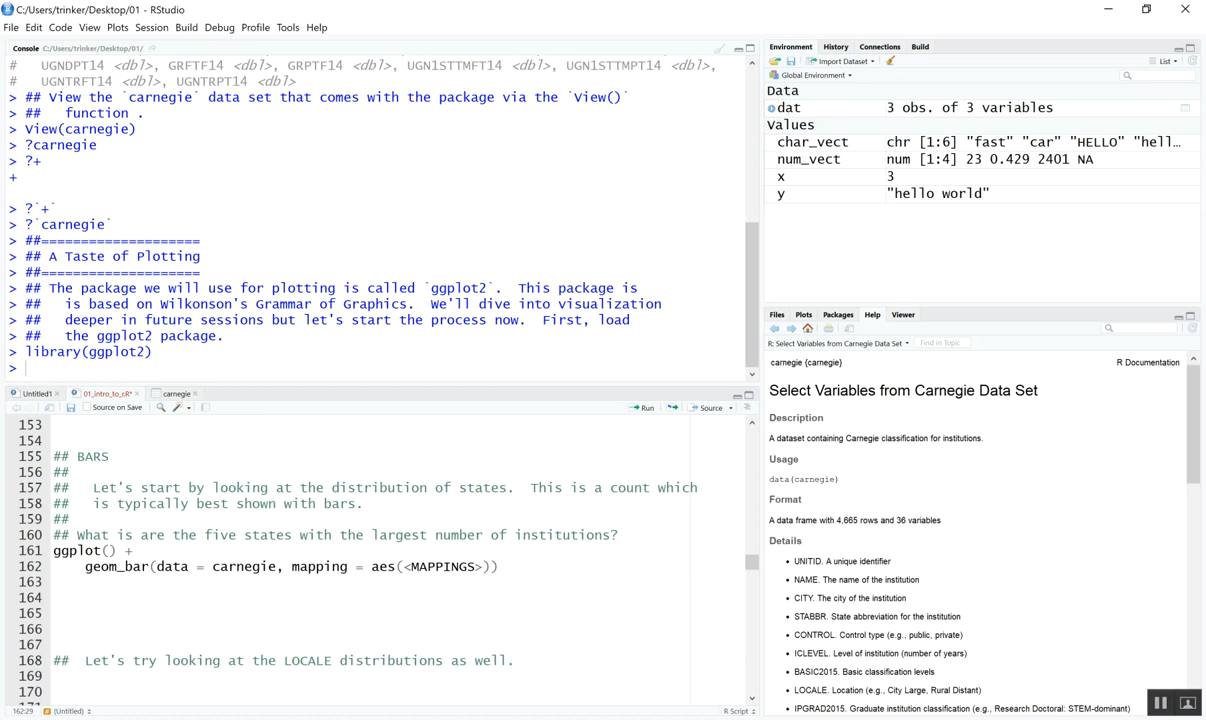 C:/Users/trinker/Desktop/01 - RStudio
File Edit Code View Plots Session Build Debug Profile Tools Help
Console C:/Users/trinker/Desktop/01/
#   UGNDPT14 <dbl>, GRFTF14 <dbl>, GRPTF14 <dbl>, UGN1STTMFT14 <dbl>, UGN1STTMPT14 <dbl>,
#   UGNTRFT14 <dbl>, UGNTRPT14 <dbl>
> ## View the `carnegie` data set that comes with the package via the `View()`
> ##   function .
> View(carnegie)
> ?carnegie
> ?+
+
> ?`+`
> ?`carnegie`
> ##====================
> ## A Taste of Plotting
> ##====================
> ## The package we will use for plotting is called `ggplot2`.  This package is
> ##   is based on Wilkonson's Grammar of Graphics.  We'll dive into visualization
> ##   deeper in future sessions but let's start the process now.  First, load
> ##   the ggplot2 package.
> library(ggplot2)
>
Untitled1 01_intro_to_r.R* carnegie
Source on Save Run Source
153
154
155 ## BARS
156 ##
157 ##   Let's start by looking at the distribution of states.  This is a count which
158 ##   is typically best shown with bars.
159 ##
160 ## What is are the five states with the largest number of institutions?
161 ggplot() +
162     geom_bar(data = carnegie, mapping = aes(<MAPPINGS>))
163
164
165
166
167
168 ##  Let's try looking at the LOCALE distributions as well.
169
170
162:29 (Untitled) R Script
Environment History Connections Build
Import Dataset List
Global Environment
Data
dat 3 obs. of 3 variables
Values
char_vect chr [1:6] "fast" "car" "HELLO" "hell…
num_vect num [1:4] 23 0.429 2401 NA
x 3
y "hello world"
Files Plots Packages Help Viewer
R: Select Variables from Carnegie Data Set Find in Topic
carnegie {carnegie} R Documentation
Select Variables from Carnegie Data Set
Description
A dataset containing Carnegie classification for institutions.
Usage
data(carnegie)
Format
A data frame with 4,665 rows and 36 variables
Details
• UNITID. A unique identifier
• NAME. The name of the institution
• CITY. The city of the institution
• STABBR. State abbreviation for the institution
• CONTROL. Control type (e.g., public, private)
• ICLEVEL. Level of institution (number of years)
• BASIC2015. Basic classification levels
• LOCALE. Location (e.g., City Large, Rural Distant)
• IPGRAD2015. Graduate institution classification (e.g., Research Doctoral: STEM-dominant)